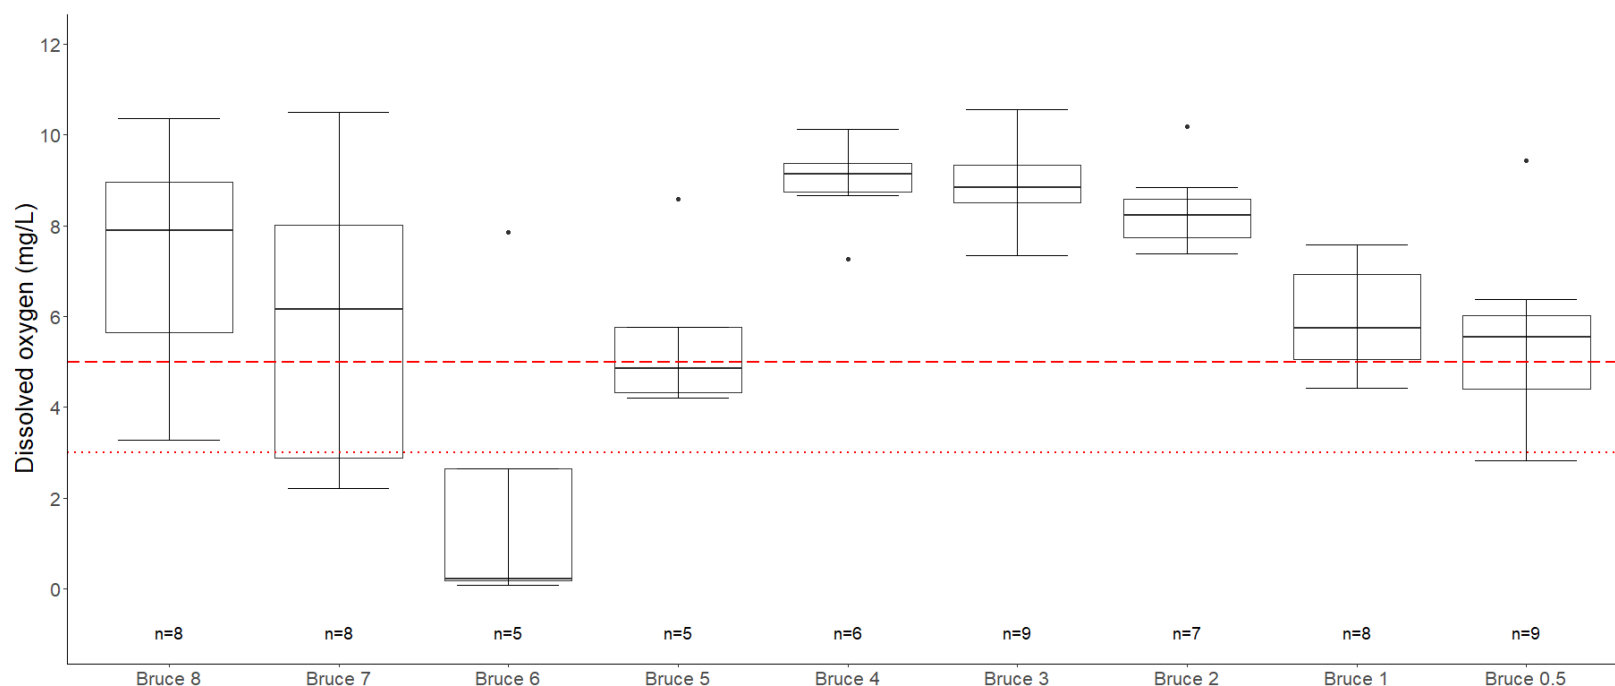 Dissolved oxygen (mg/L)
12
10
8
6
4
2
0
n=8 n=8 n=5 n=5 n=6 n=9 n=7 n=8 n=9
Bruce 8 Bruce 7 Bruce 6 Bruce 5 Bruce 4 Bruce 3 Bruce 2 Bruce 1 Bruce 0.5